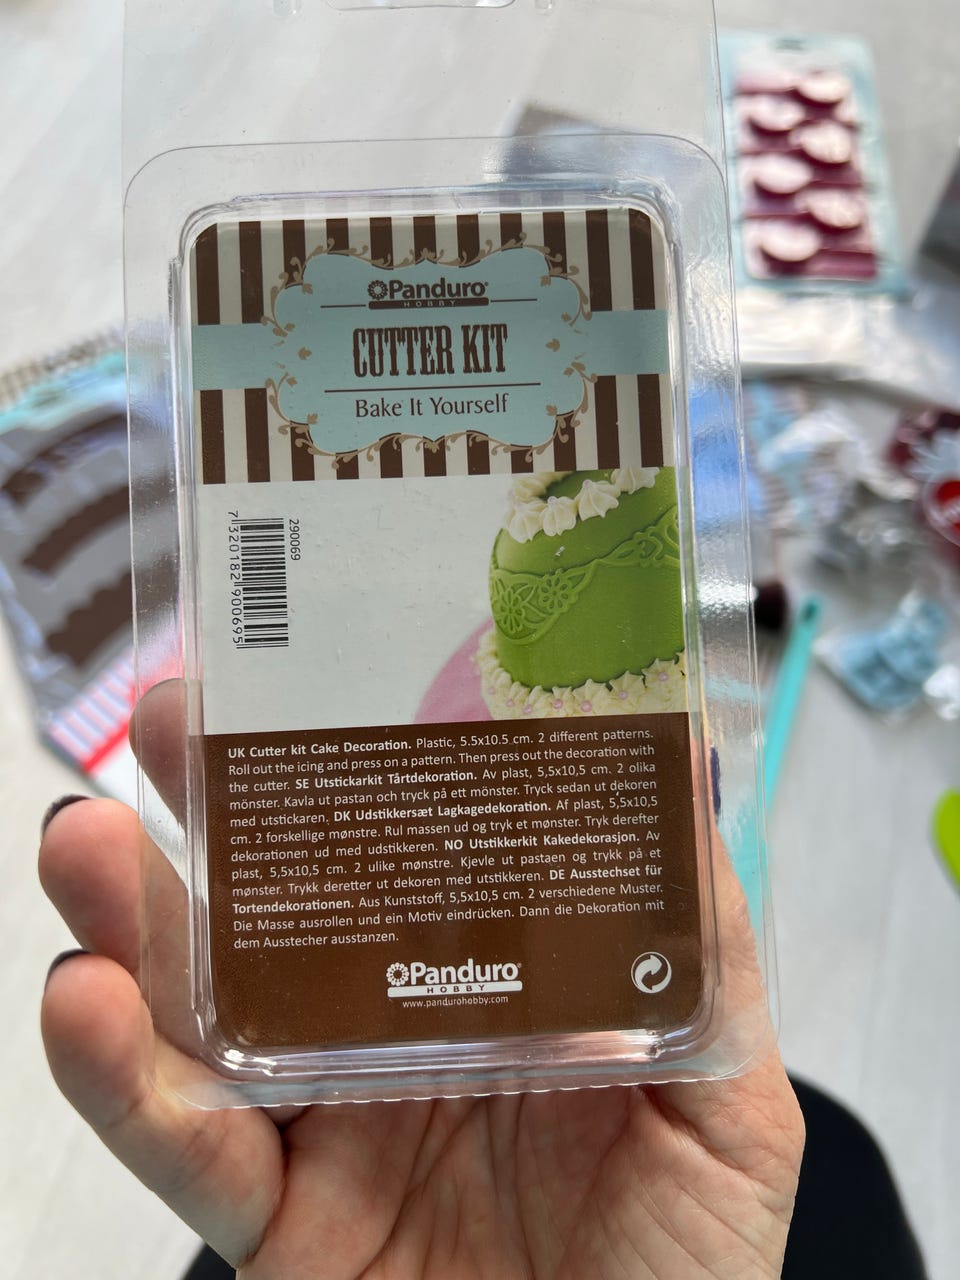 Panduro
HOBBY
CUTTER KIT
Bake It Yourself
290069
7320182900695
UK Cutter kit Cake Decoration. Plastic, 5.5x10.5 cm. 2 different patterns.
Roll out the icing and press on a pattern. Then press out the decoration with
the cutter. SE Utstickarkit Tårtdekoration. Av plast, 5,5x10,5 cm. 2 olika
mönster. Kavla ut pastan och tryck på ett mönster. Tryck sedan ut dekoren
med utstickaren. DK Udstikkersæt Lagkagedekoration. Af plast, 5,5x10,5
cm. 2 forskellige mønstre. Rul massen ud og tryk et mønster. Tryk derefter
dekorationen ud med udstikkeren. NO Utstikkerkit Kakedekorasjon. Av
plast, 5,5x10,5 cm. 2 ulike mønstre. Kjevle ut pastaen og trykk på et
mønster. Trykk deretter ut dekoren med utstikkeren. DE Ausstechset für
Tortendekorationen. Aus Kunststoff, 5,5x10,5 cm. 2 verschiedene Muster.
Die Masse ausrollen und ein Motiv eindrücken. Dann die Dekoration mit
dem Ausstecher ausstanzen.
Panduro
HOBBY
www.pandurohobby.com